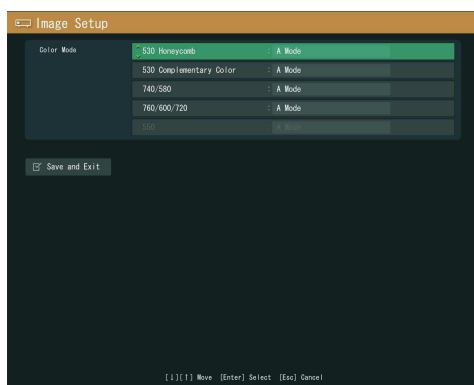 Image Setup
Color Mode
530 Honeycomb : A Mode
530 Complementary Color : A Mode
740/580 : A Mode
760/600/720 : A Mode
550 : A Mode
Save and Exit
[↓][↑] Move [Enter] Select [Esc] Cancel